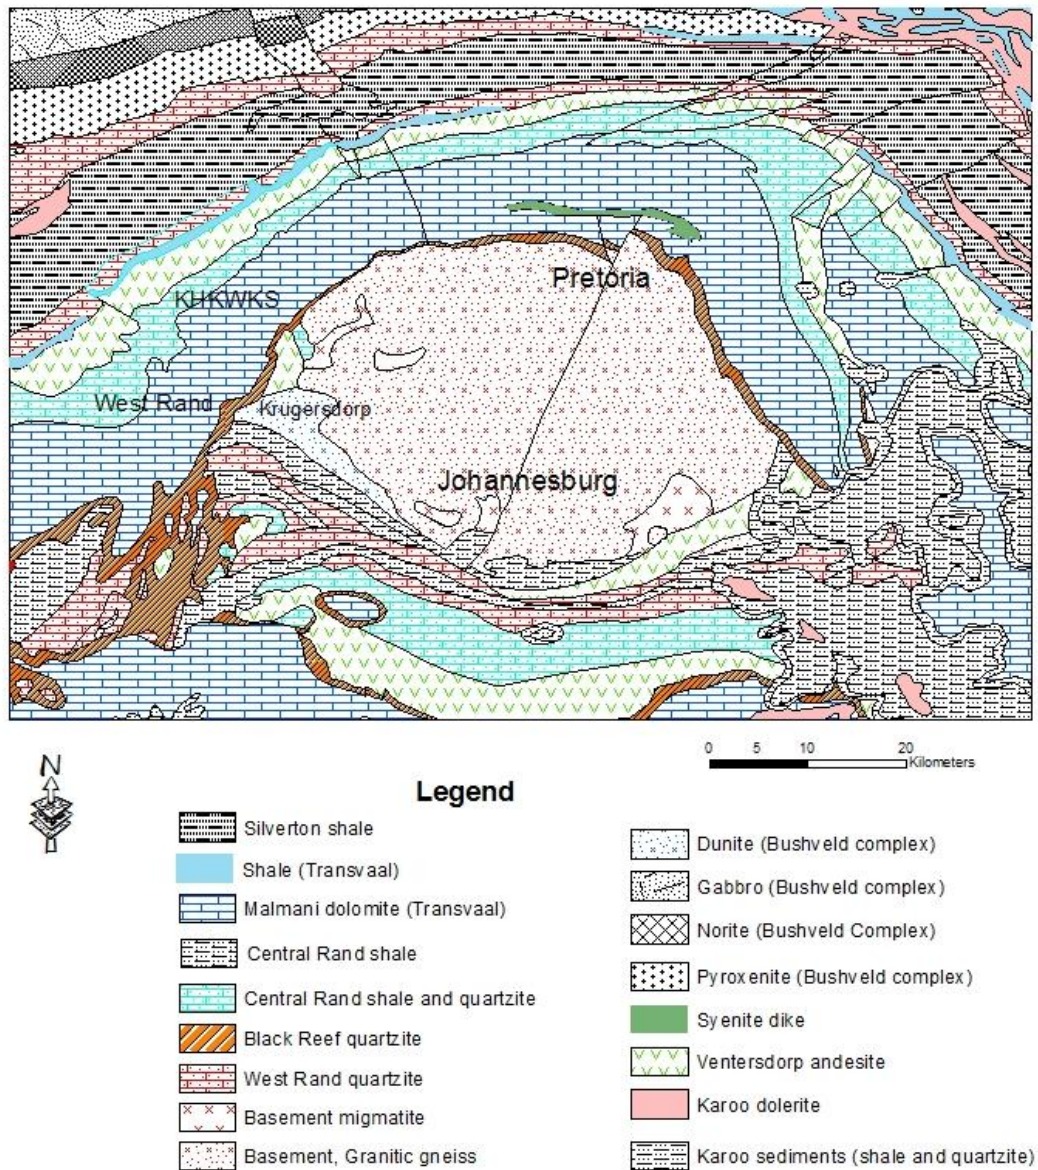 Pretoria
KHKWKS
West Rand
Krugersdorp
Johannesburg
N
0 5 10 20
Kilometers
Legend
Silverton shale
Shale (Transvaal)
Malmani dolomite (Transvaal)
Central Rand shale
Central Rand shale and quartzite
Black Reef quartzite
West Rand quartzite
Basement migmatite
Basement, Granitic gneiss
Dunite (Bushveld complex)
Gabbro (Bushveld complex)
Norite (Bushveld Complex)
Pyroxenite (Bushveld complex)
Syenite dike
Ventersdorp andesite
Karoo dolerite
Karoo sediments (shale and quartzite)